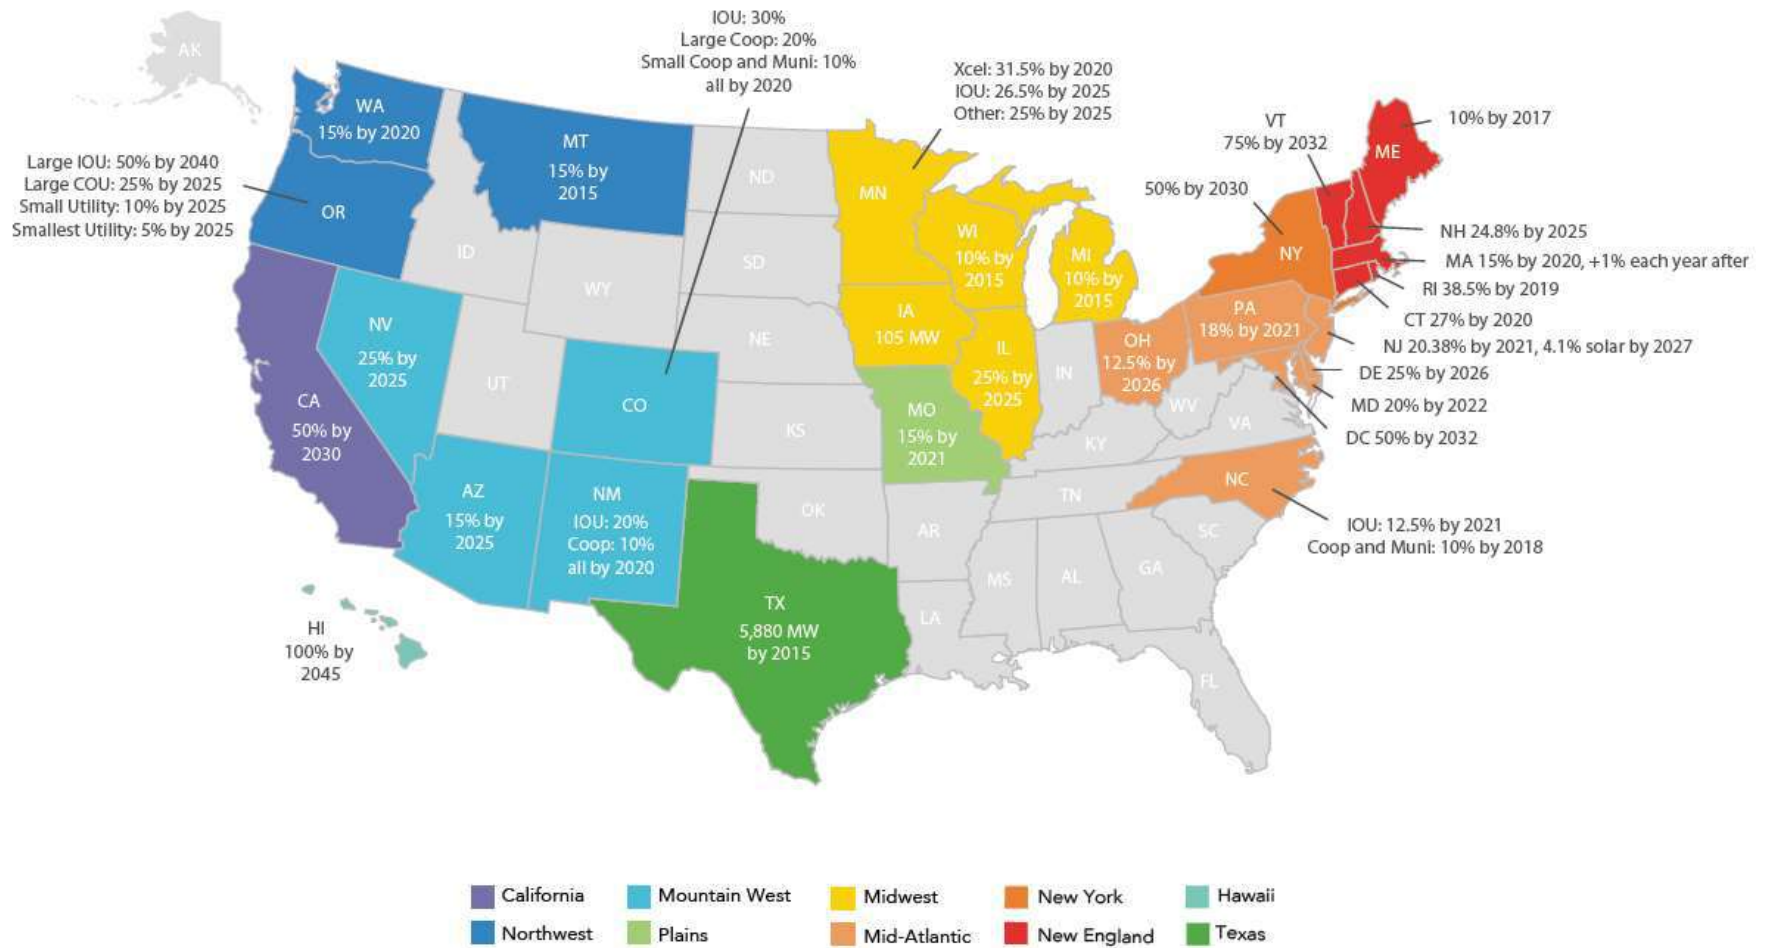 AK
IOU: 30%
Large Coop: 20%
Small Coop and Muni: 10%
all by 2020
Xcel: 31.5% by 2020
IOU: 26.5% by 2025
Other: 25% by 2025
WA
15% by 2020
MT
15% by
2015
Large IOU: 50% by 2040
Large COU: 25% by 2025
Small Utility: 10% by 2025
Smallest Utility: 5% by 2025
OR
ID
WY
ND
SD
NE
KS
OK
MN
WI
10% by
2015
MI
10% by
2015
IA
105 MW
IL
25% by
2025
IN
OH
12.5% by
2026
MO
15% by
2021
NV
25% by
2025
UT
CO
CA
50% by
2030
AZ
15% by
2025
NM
IOU: 20%
Coop: 10%
all by 2020
TX
5,880 MW
by 2015
HI
100% by
2045
AR
LA
MS
AL
GA
FL
SC
TN
KY
WV
VA
NC
IOU: 12.5% by 2021
Coop and Muni: 10% by 2018
PA
18% by 2021
NY
50% by 2030
VT
75% by 2032
ME
10% by 2017
NH 24.8% by 2025
MA 15% by 2020, +1% each year after
RI 38.5% by 2019
CT 27% by 2020
NJ 20.38% by 2021, 4.1% solar by 2027
DE 25% by 2026
MD 20% by 2022
DC 50% by 2032
California
Mountain West
Midwest
New York
Hawaii
Northwest
Plains
Mid-Atlantic
New England
Texas